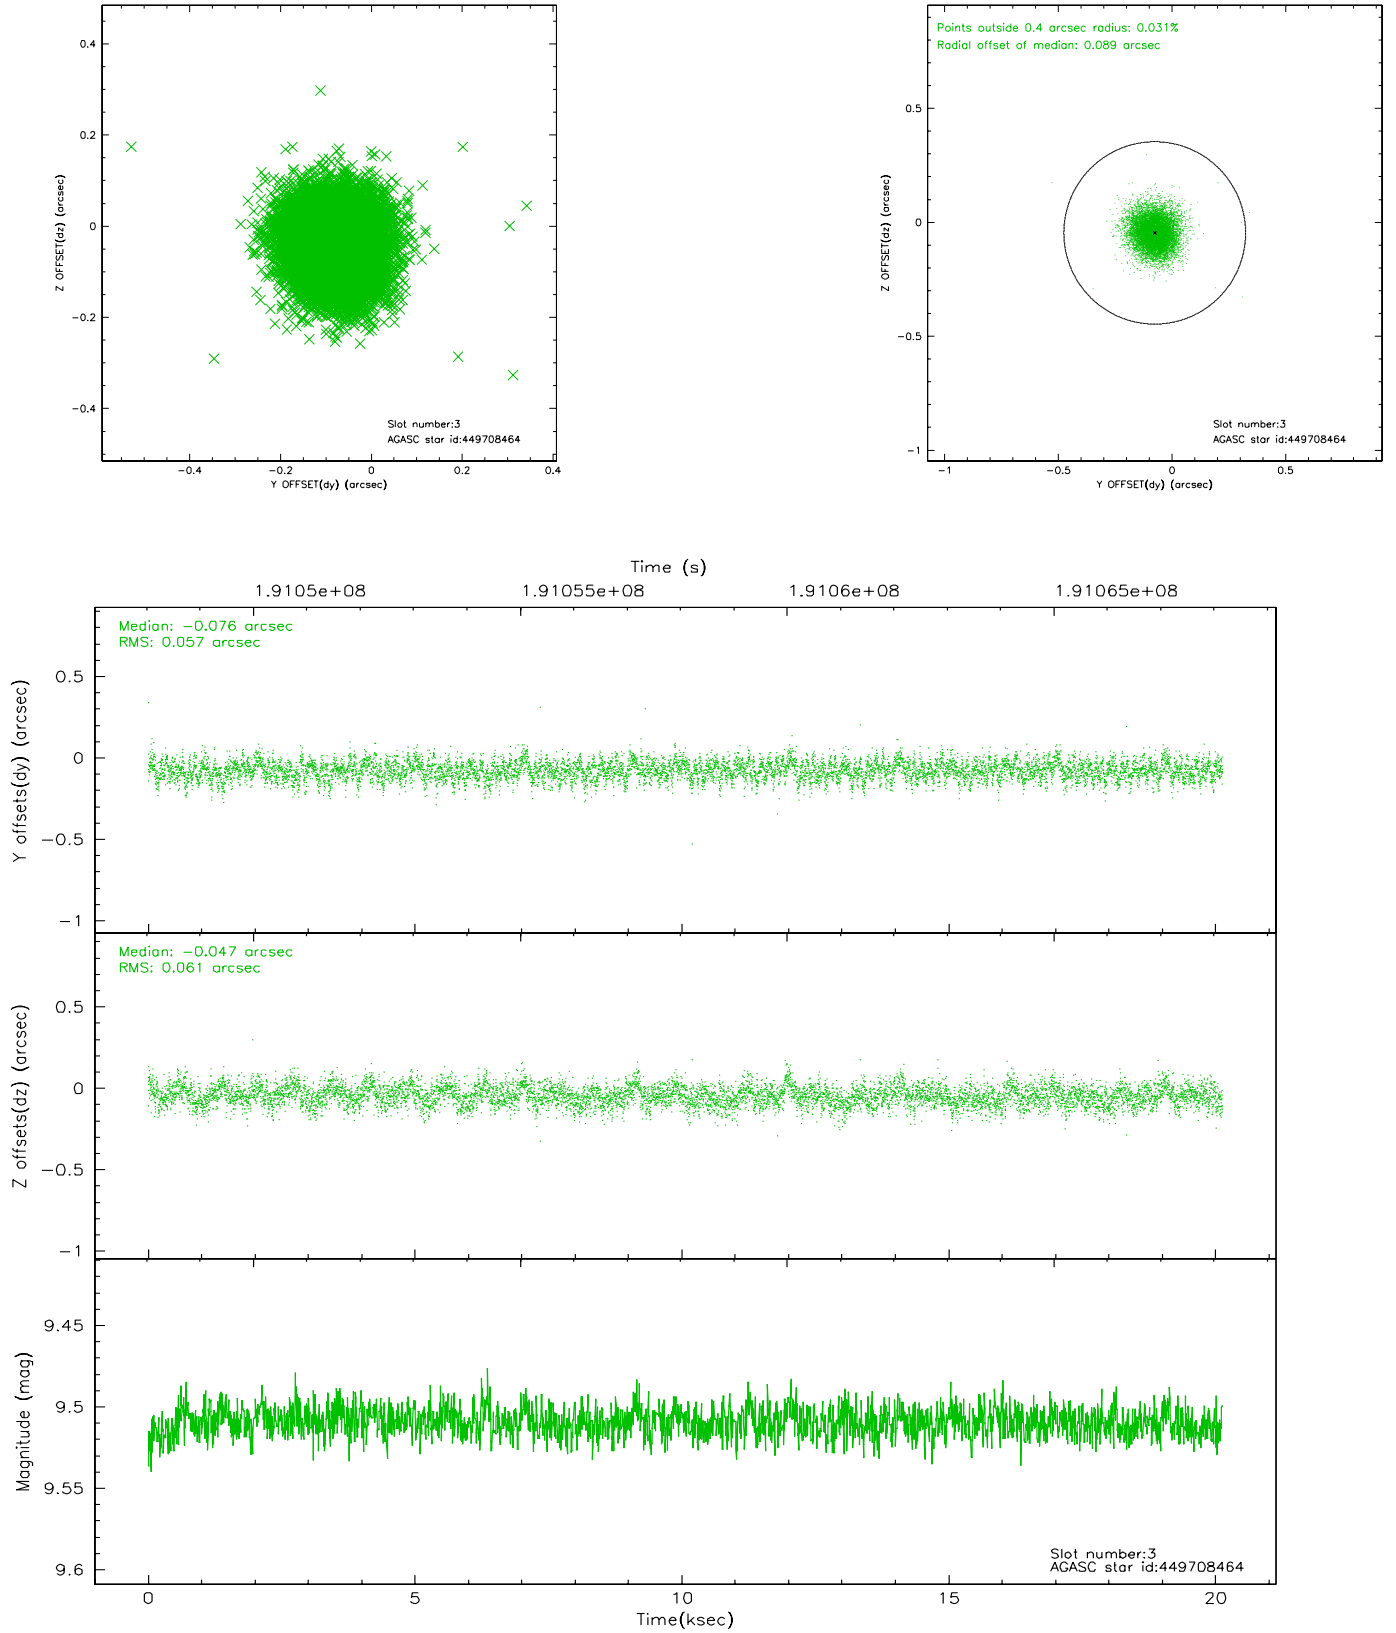 0.4
0.2
0
-0.2
-0.4
Z OFFSET(dz) (arcsec)
-0.4
-0.2
0
0.2
0.4
Y OFFSET(dy) (arcsec)
Slot number:3
AGASC star id:449708464
Points outside 0.4 arcsec radius: 0.031%
Radial offset of median: 0.089 arcsec
0.5
0
-0.5
-1
Z OFFSET(dz) (arcsec)
-1
-0.5
0
0.5
Y OFFSET(dy) (arcsec)
Slot number:3
AGASC star id:449708464
Time (s)
1.9105e+08
1.91055e+08
1.9106e+08
1.91065e+08
Median: -0.076 arcsec
RMS: 0.057 arcsec
0.5
0
-0.5
-1
Y offsets(dy) (arcsec)
Median: -0.047 arcsec
RMS: 0.061 arcsec
0.5
0
-0.5
-1
Z offsets(dz) (arcsec)
9.45
9.5
9.55
9.6
Magnitude (mag)
Slot number:3
AGASC star id:449708464
0
5
10
15
20
Time(ksec)